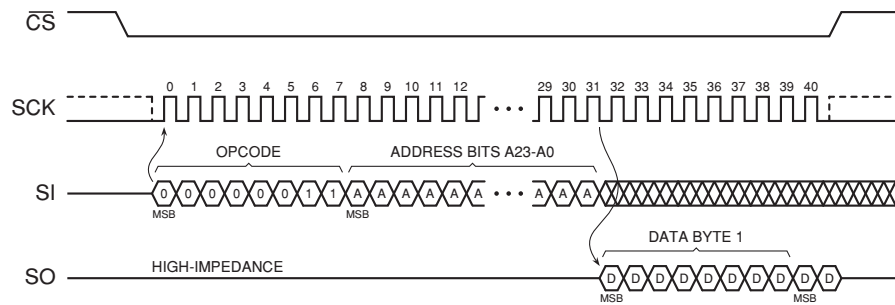 CS
0 1 2 3 4 5 6 7 8 9 10 11 12 29 30 31 32 33 34 35 36 37 38 39 40
SCK
OPCODE ADDRESS BITS A23-A0
SI 0 0 0 0 0 0 1 1 A A A A A A A A A
MSB MSB
DATA BYTE 1
HIGH-IMPEDANCE
SO D D D D D D D D D D
MSB MSB